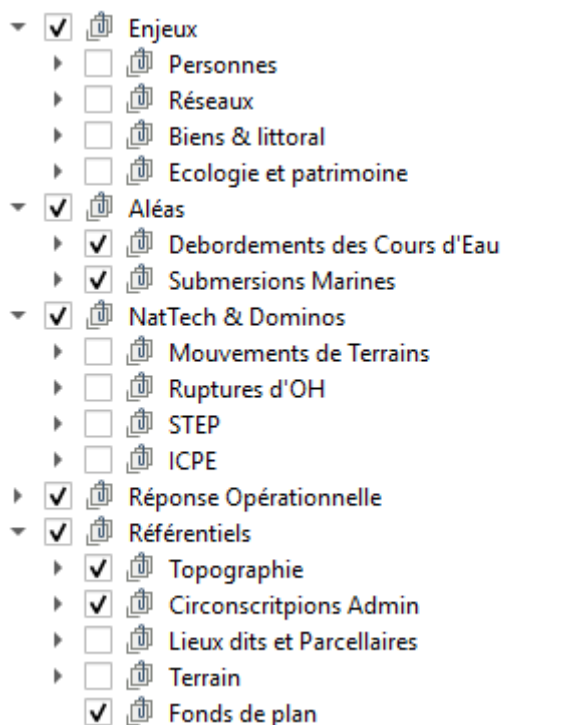 Enjeux
Personnes
Réseaux
Biens & littoral
Ecologie et patrimoine
Aléas
Debordements des Cours d'Eau
Submersions Marines
NatTech & Dominos
Mouvements de Terrains
Ruptures d'OH
STEP
ICPE
Réponse Opérationnelle
Référentiels
Topographie
Circonscritpions Admin
Lieux dits et Parcellaires
Terrain
Fonds de plan